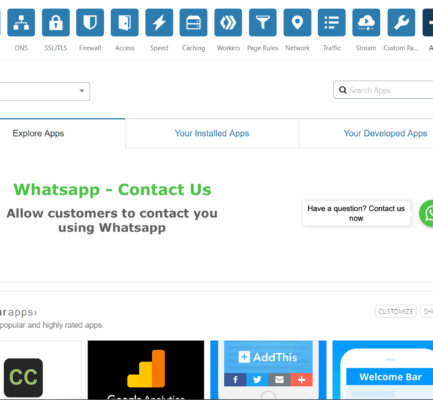 DNS SSL/TLS Firewall Access Speed Caching Workers Page Rules Network Traffic Stream Custom Pa... A
Search Apps
Explore Apps Your Installed Apps Your Developed Apps
Whatsapp - Contact Us
Allow customers to contact you
using Whatsapp
Have a question? Contact us
now
r apps›
CUSTOMIZE SH
popular and highly rated apps.
CC
Google Analytics
AddThis
Welcome Bar